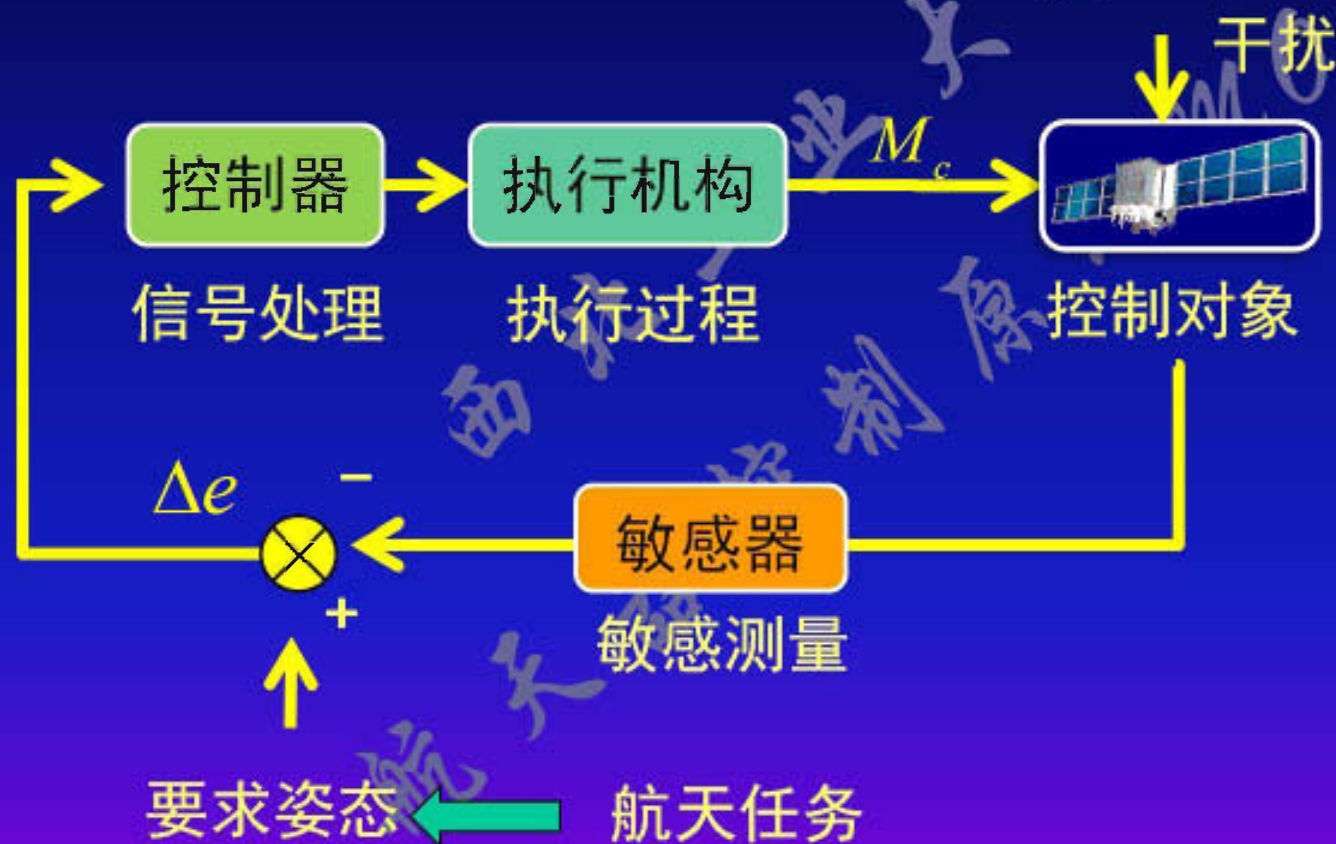 干扰
控制器
执行机构
M_c
信号处理
执行过程
控制对象
Δe
−
敏感器
+
敏感测量
要求姿态
航天任务